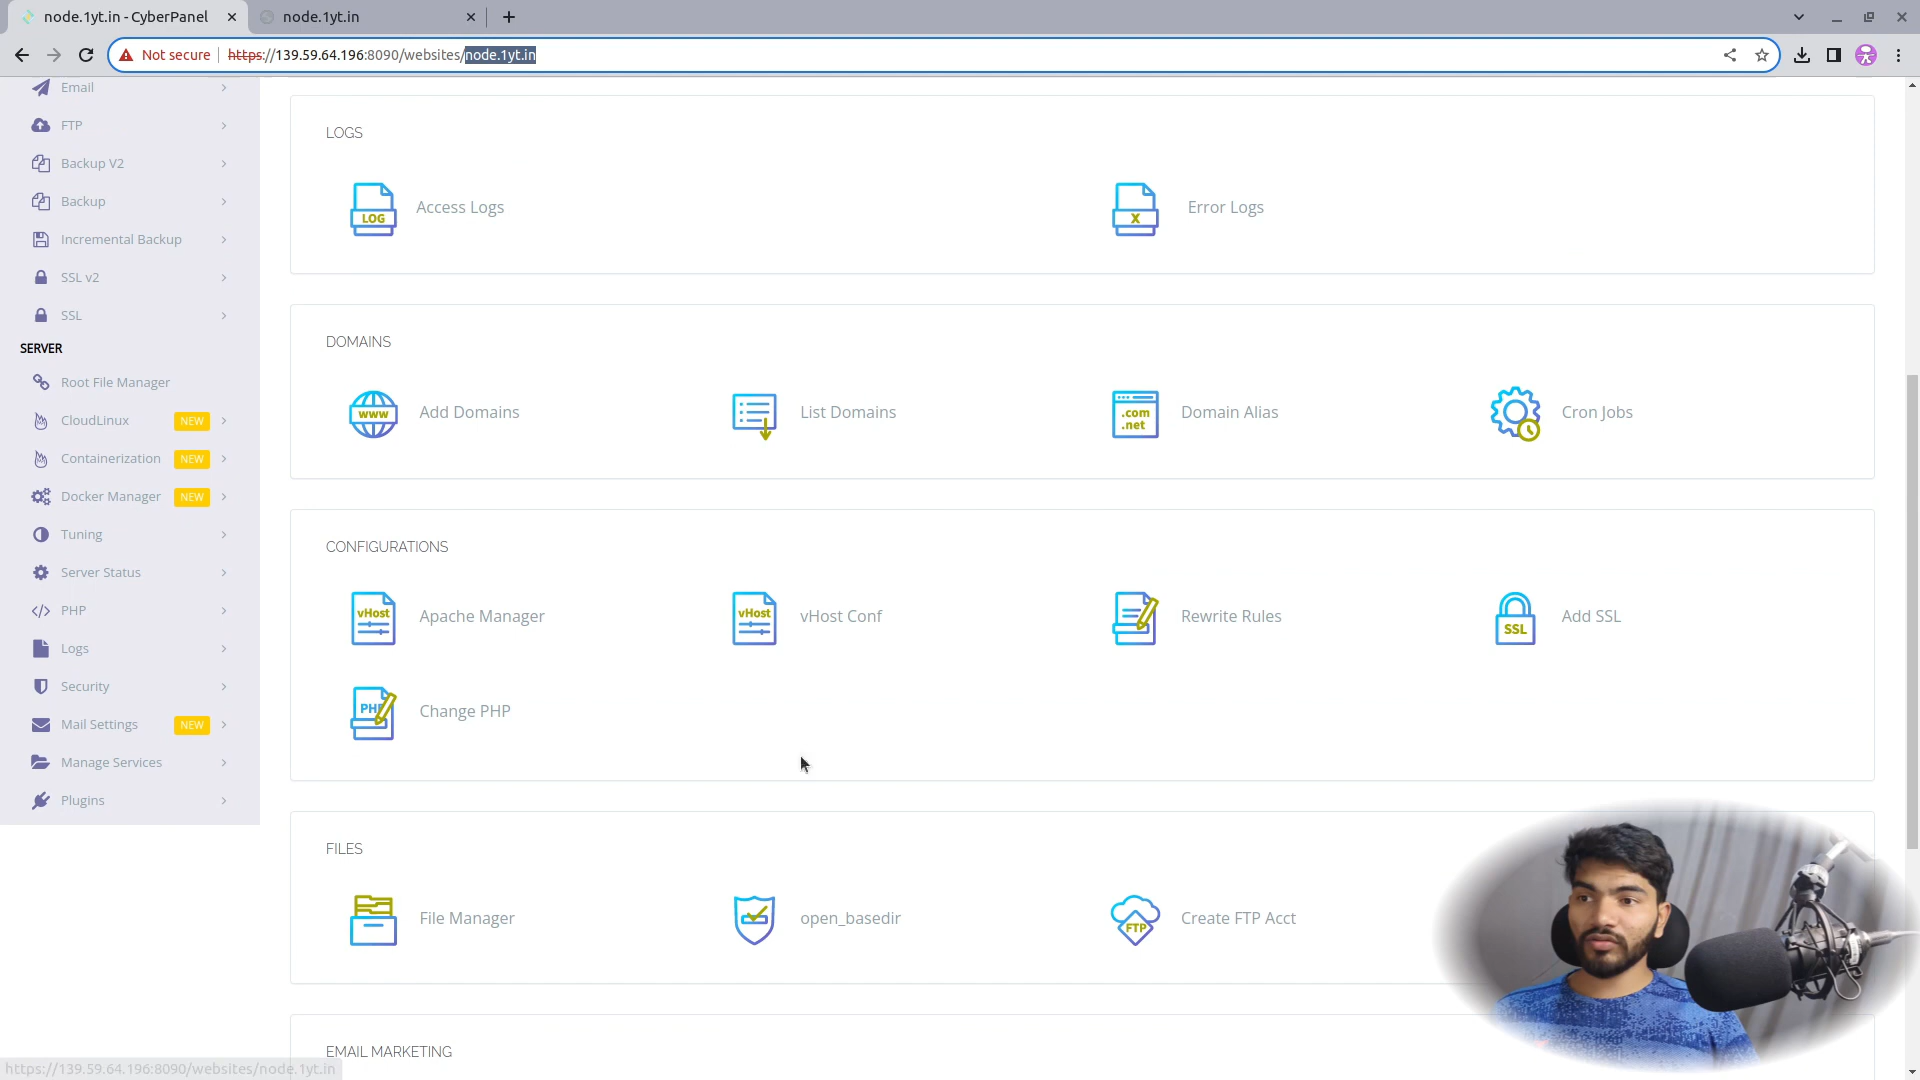 node.1yt.in - CyberPanel
node.1yt.in
Not secure
https://139.59.64.196:8090/websites/node.1yt.in
Email
FTP
Backup V2
Backup
Incremental Backup
SSL v2
SSL
SERVER
Root File Manager
CloudLinux NEW
Containerization NEW
Docker Manager NEW
Tuning
Server Status
PHP
Logs
Security
Mail Settings NEW
Manage Services
Plugins
LOGS
LOG Access Logs
X Error Logs
DOMAINS
www Add Domains
List Domains
.com
.net
Domain Alias
Cron Jobs
CONFIGURATIONS
vHost Apache Manager
vHost vHost Conf
Rewrite Rules
SSL Add SSL
PHP Change PHP
FILES
File Manager
open_basedir
FTP Create FTP Acct
EMAIL MARKETING
https://139.59.64.196:8090/websites/node.1yt.in